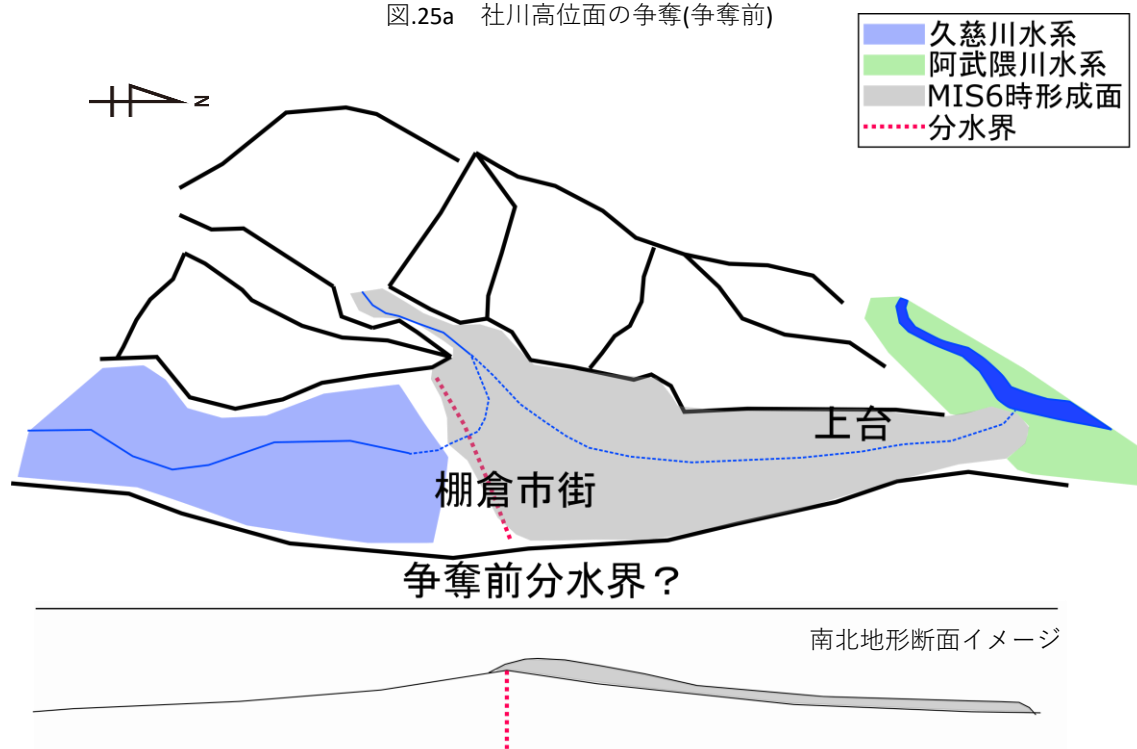 図.25a 社川高位面の争奪(争奪前)
久慈川水系
阿武隈川水系
MIS6時形成面
分水界
N
上台
棚倉市街
争奪前分水界？
南北地形断面イメージ